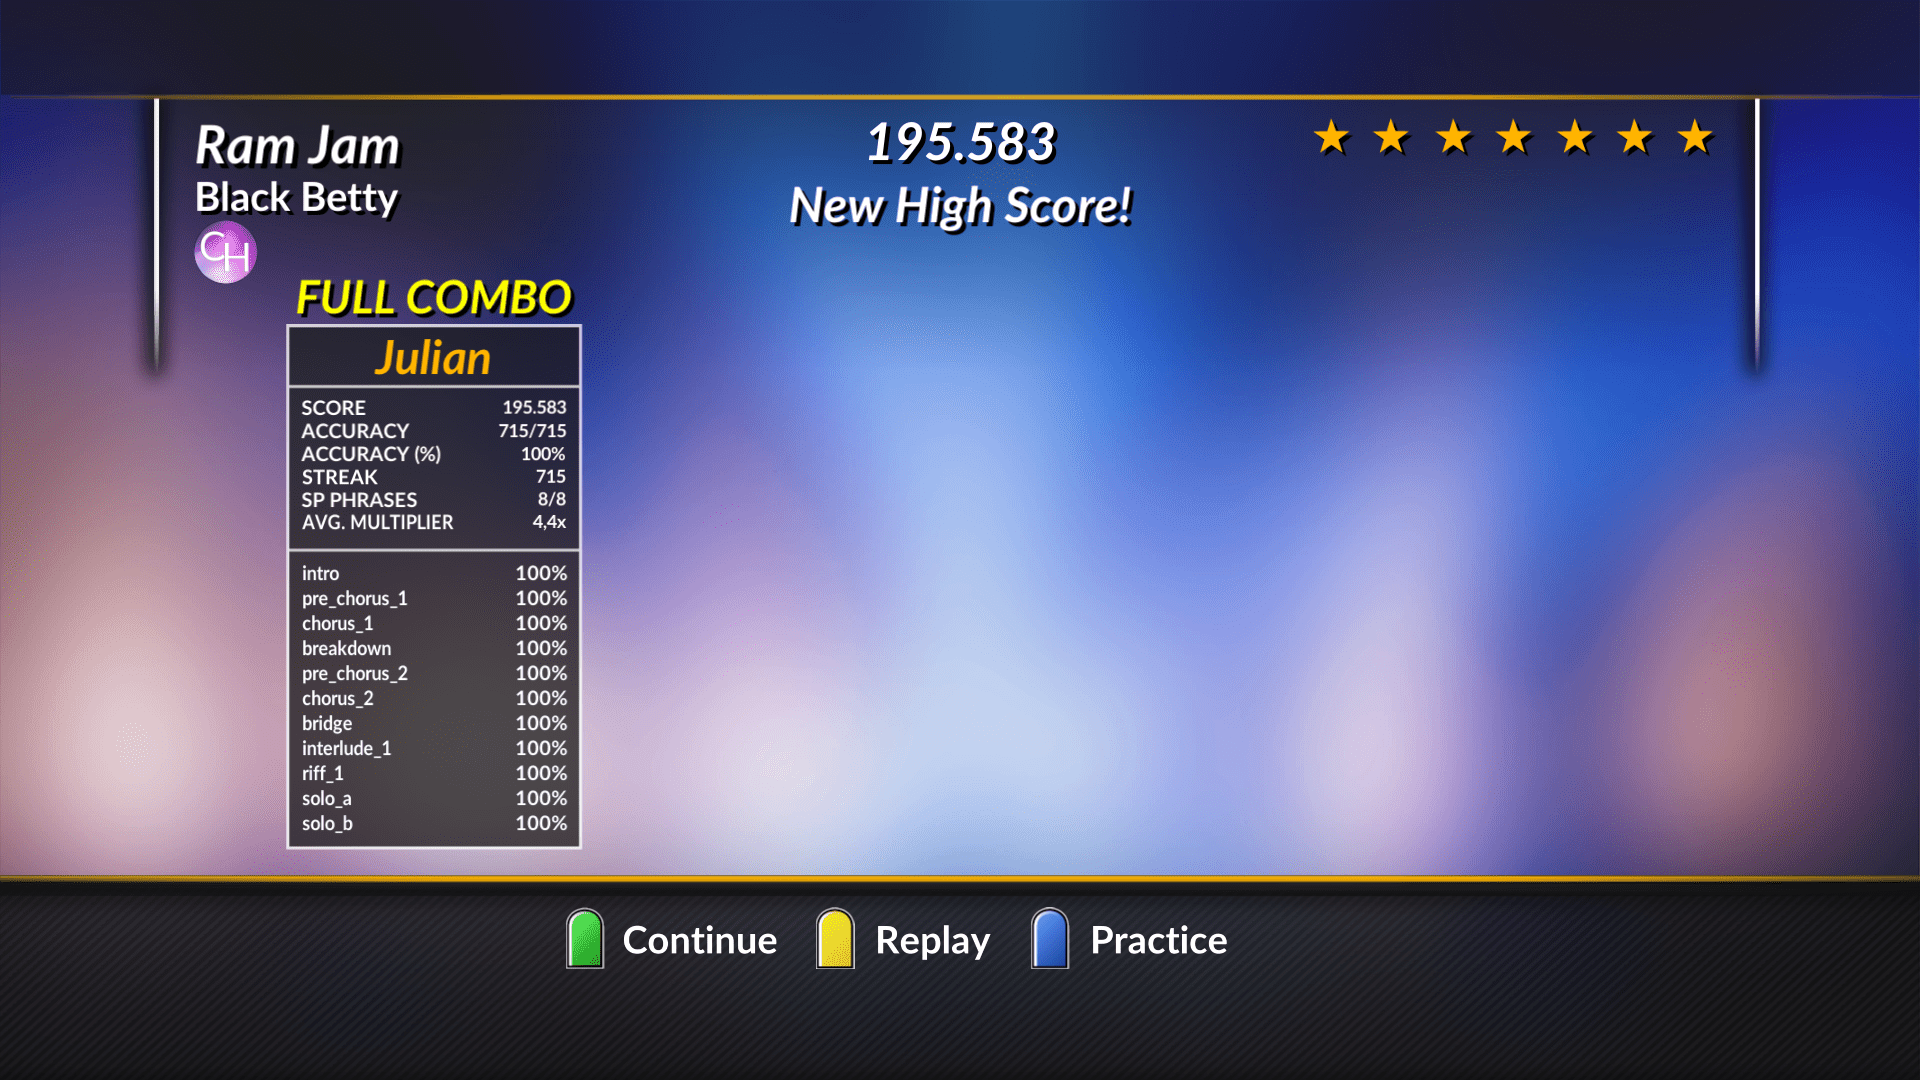 Ram Jam
Black Betty
CH
195.583
New High Score!
FULL COMBO
Julian
SCORE 195.583
ACCURACY 715/715
ACCURACY (%) 100%
STREAK 715
SP PHRASES 8/8
AVG. MULTIPLIER 4,4x
intro 100%
pre_chorus_1 100%
chorus_1 100%
breakdown 100%
pre_chorus_2 100%
chorus_2 100%
bridge 100%
interlude_1 100%
riff_1 100%
solo_a 100%
solo_b 100%
Continue Replay Practice